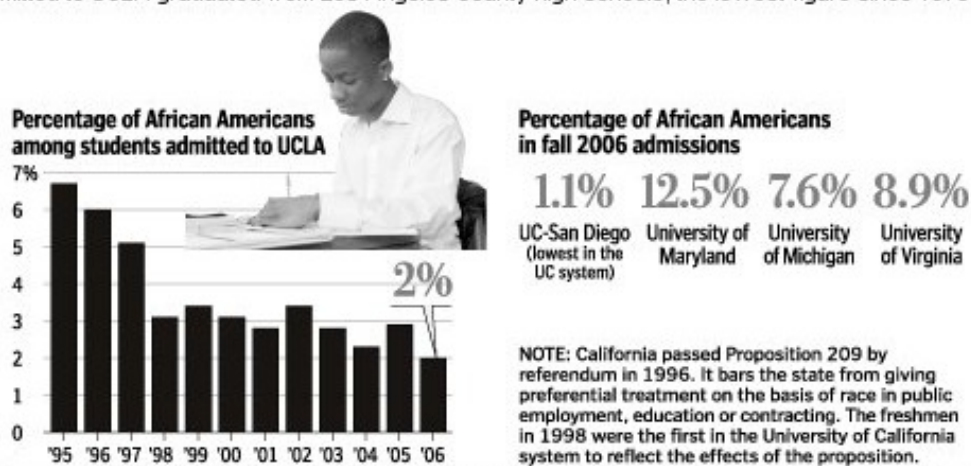 Percentage of African Americans
among students admitted to UCLA
7%
6
5
4
3
2
1
0
2%
'95 '96 '97 '98 '99 '00 '01 '02 '03 '04 '05 '06
Percentage of African Americans
in fall 2006 admissions
1.1% 12.5% 7.6% 8.9%
UC-San Diego University of University University
(lowest in the Maryland of Michigan of Virginia
UC system)
NOTE: California passed Proposition 209 by
referendum in 1996. It bars the state from giving
preferential treatment on the basis of race in public
employment, education or contracting. The freshmen
in 1998 were the first in the University of California
system to reflect the effects of the proposition.